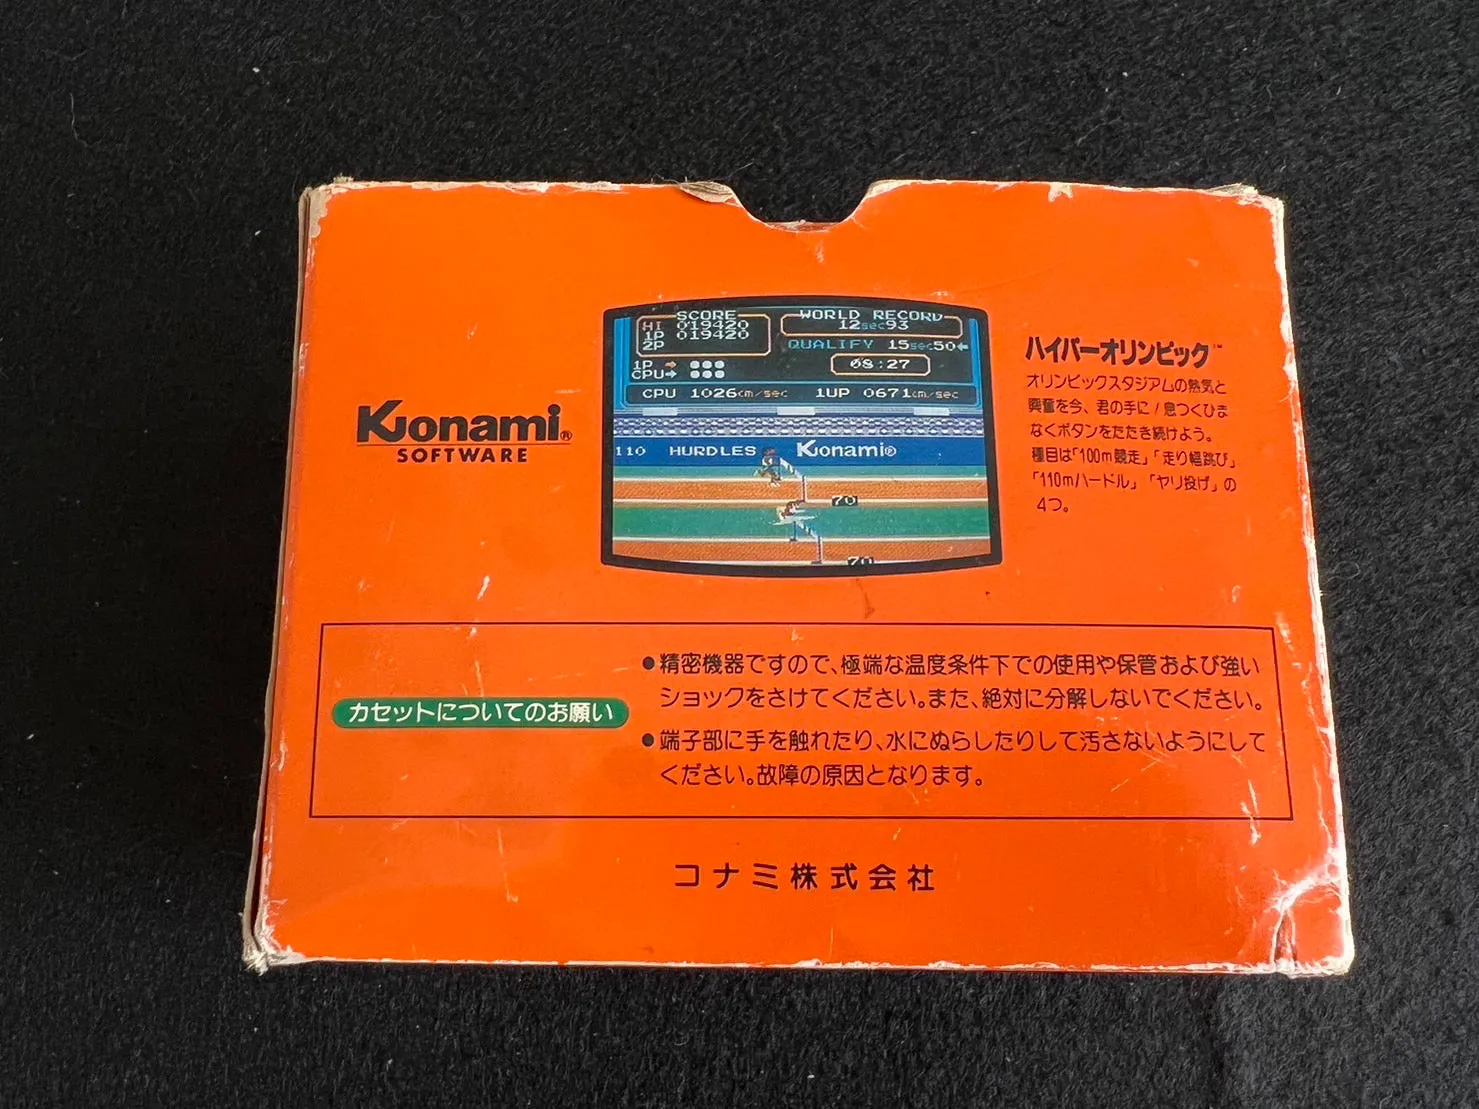 SCORE
HI 019420
1P 019420
2P
WORLD RECORD
12sec93
QUALIFY 15sec50←
1P→ ●●●
CPU→ ●●●
08:27
CPU 1026cm/sec 1UP 0671cm/sec
110 HURDLES Konami®
70
70
Konami®
SOFTWARE
ハイパーオリンピック™
オリンピックスタジアムの熱気と
興奮を今、君の手に!息つくひま
なくボタンをたたき続けよう。
種目は「100m競走」「走り幅跳び」
「110mハードル」「ヤリ投げ」の
4つ。
カセットについてのお願い
●精密機器ですので、極端な温度条件下での使用や保管および強い
ショックをさけてください。また、絶対に分解しないでください。
●端子部に手を触れたり、水にぬらしたりして汚さないようにして
ください。故障の原因となります。
コナミ株式会社